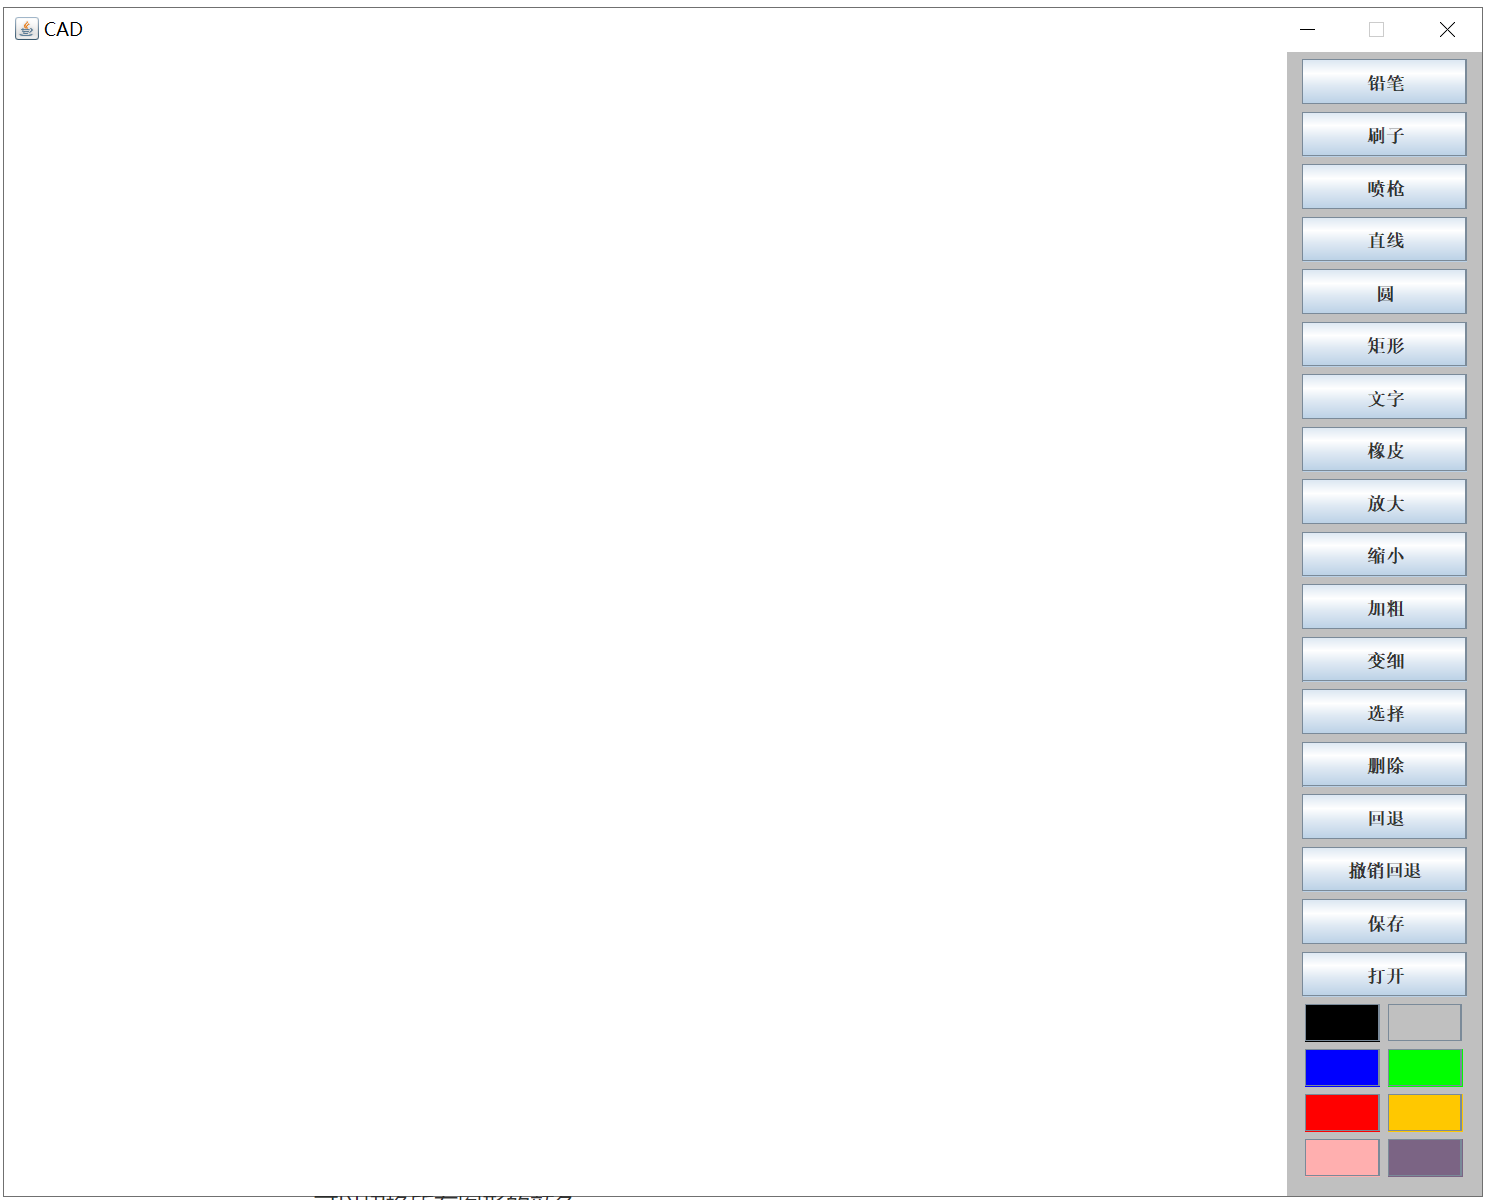 CAD
铅笔
刷子
喷枪
直线
圆
矩形
文字
橡皮
放大
缩小
加粗
变细
选择
删除
回退
撤销回退
保存
打开